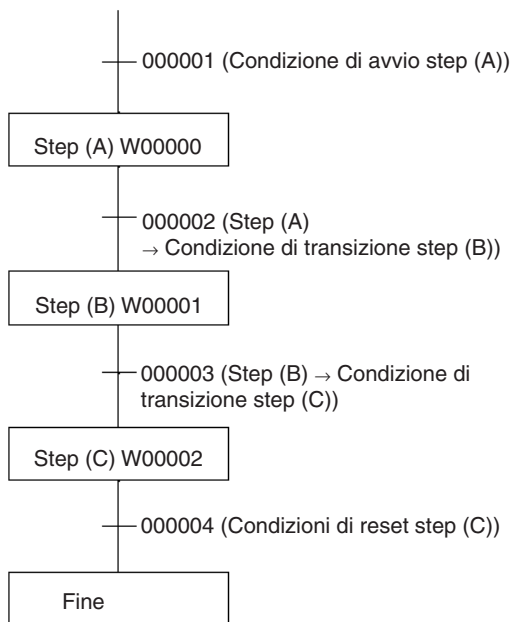 000001 (Condizione di avvio step (A))
Step (A) W00000
000002 (Step (A)
→ Condizione di transizione step (B))
Step (B) W00001
000003 (Step (B) → Condizione di
transizione step (C))
Step (C) W00002
000004 (Condizioni di reset step (C))
Fine